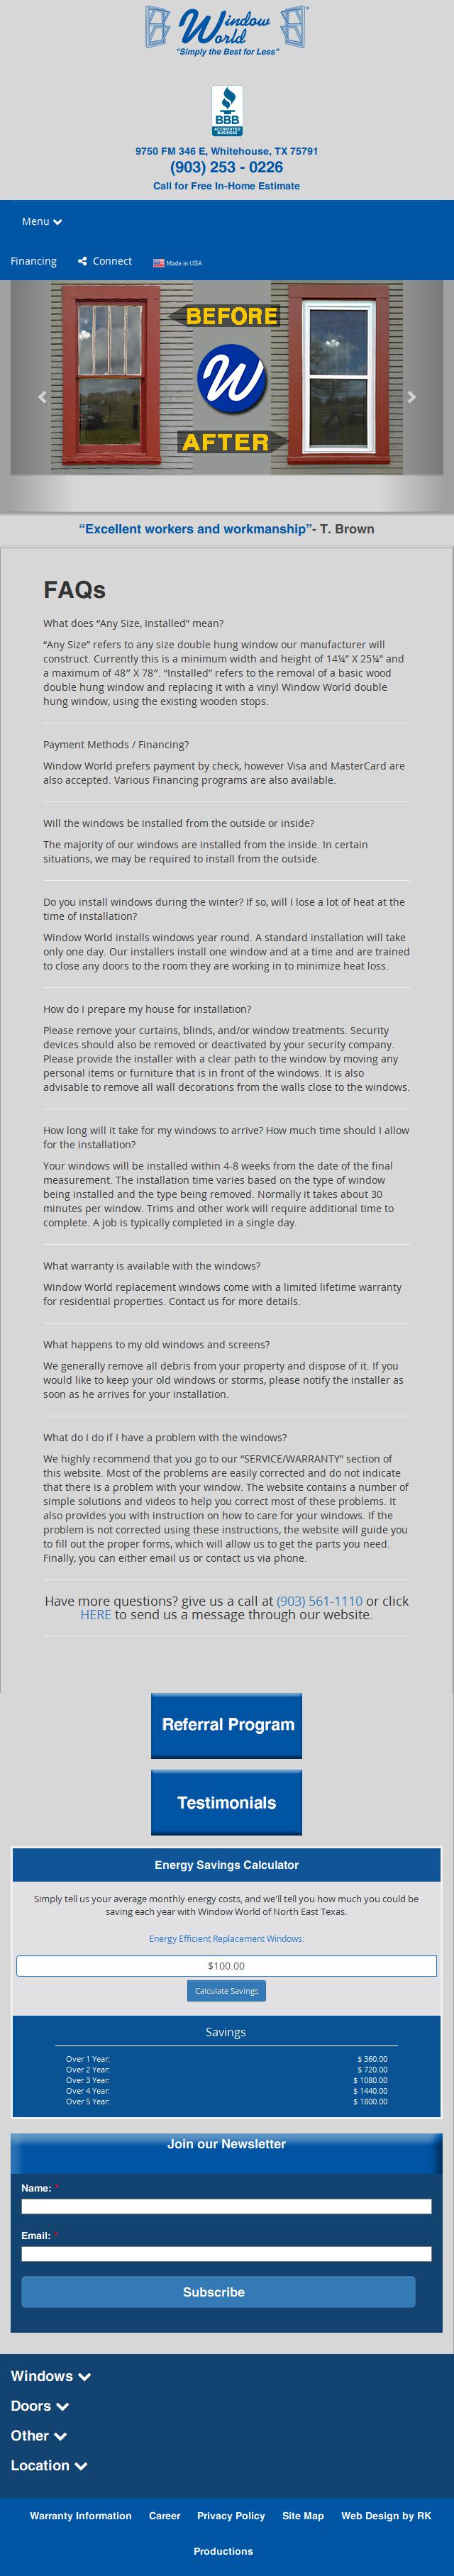 Window
World
"Simply the Best for Less"
BBB
ACCREDITED
BUSINESS
9750 FM 346 E, Whitehouse, TX 75791
(903) 253 - 0226
Call for Free In-Home Estimate
Menu
Financing Connect Made in USA
BEFORE
W
AFTER
“Excellent workers and workmanship”- T. Brown
FAQs
What does “Any Size, Installed” mean?
“Any Size” refers to any size double hung window our manufacturer will
construct. Currently this is a minimum width and height of 14¼” X 25¼” and
a maximum of 48” X 78”. “Installed” refers to the removal of a basic wood
double hung window and replacing it with a vinyl Window World double
hung window, using the existing wooden stops.
Payment Methods / Financing?
Window World prefers payment by check, however Visa and MasterCard are
also accepted. Various Financing programs are also available.
Will the windows be installed from the outside or inside?
The majority of our windows are installed from the inside. In certain
situations, we may be required to install from the outside.
Do you install windows during the winter? If so, will I lose a lot of heat at the
time of installation?
Window World installs windows year round. A standard installation will take
only one day. Our installers install one window and at a time and are trained
to close any doors to the room they are working in to minimize heat loss.
How do I prepare my house for installation?
Please remove your curtains, blinds, and/or window treatments. Security
devices should also be removed or deactivated by your security company.
Please provide the installer with a clear path to the window by moving any
personal items or furniture that is in front of the windows. It is also
advisable to remove all wall decorations from the walls close to the windows.
How long will it take for my windows to arrive? How much time should I allow
for the installation?
Your windows will be installed within 4-8 weeks from the date of the final
measurement. The installation time varies based on the type of window
being installed and the type being removed. Normally it takes about 30
minutes per window. Trims and other work will require additional time to
complete. A job is typically completed in a single day.
What warranty is available with the windows?
Window World replacement windows come with a limited lifetime warranty
for residential properties. Contact us for more details.
What happens to my old windows and screens?
We generally remove all debris from your property and dispose of it. If you
would like to keep your old windows or storms, please notify the installer as
soon as he arrives for your installation.
What do I do if I have a problem with the windows?
We highly recommend that you go to our “SERVICE/WARRANTY” section of
this website. Most of the problems are easily corrected and do not indicate
that there is a problem with your window. The website contains a number of
simple solutions and videos to help you correct most of these problems. It
also provides you with instruction on how to care for your windows. If the
problem is not corrected using these instructions, the website will guide you
to fill out the proper forms, which will allow us to get the parts you need.
Finally, you can either email us or contact us via phone.
Have more questions? give us a call at (903) 561-1110 or click
HERE to send us a message through our website.
Referral Program
Testimonials
Energy Savings Calculator
Simply tell us your average monthly energy costs, and we'll tell you how much you could be
saving each year with Window World of North East Texas.
Energy Efficient Replacement Windows:
$100.00
Calculate Savings
Savings
Over 1 Year: $ 360.00
Over 2 Year: $ 720.00
Over 3 Year: $ 1080.00
Over 4 Year: $ 1440.00
Over 5 Year: $ 1800.00
Join our Newsletter
Name: *
Email: *
Subscribe
Windows
Doors
Other
Location
Warranty Information Career Privacy Policy Site Map Web Design by RK
Productions